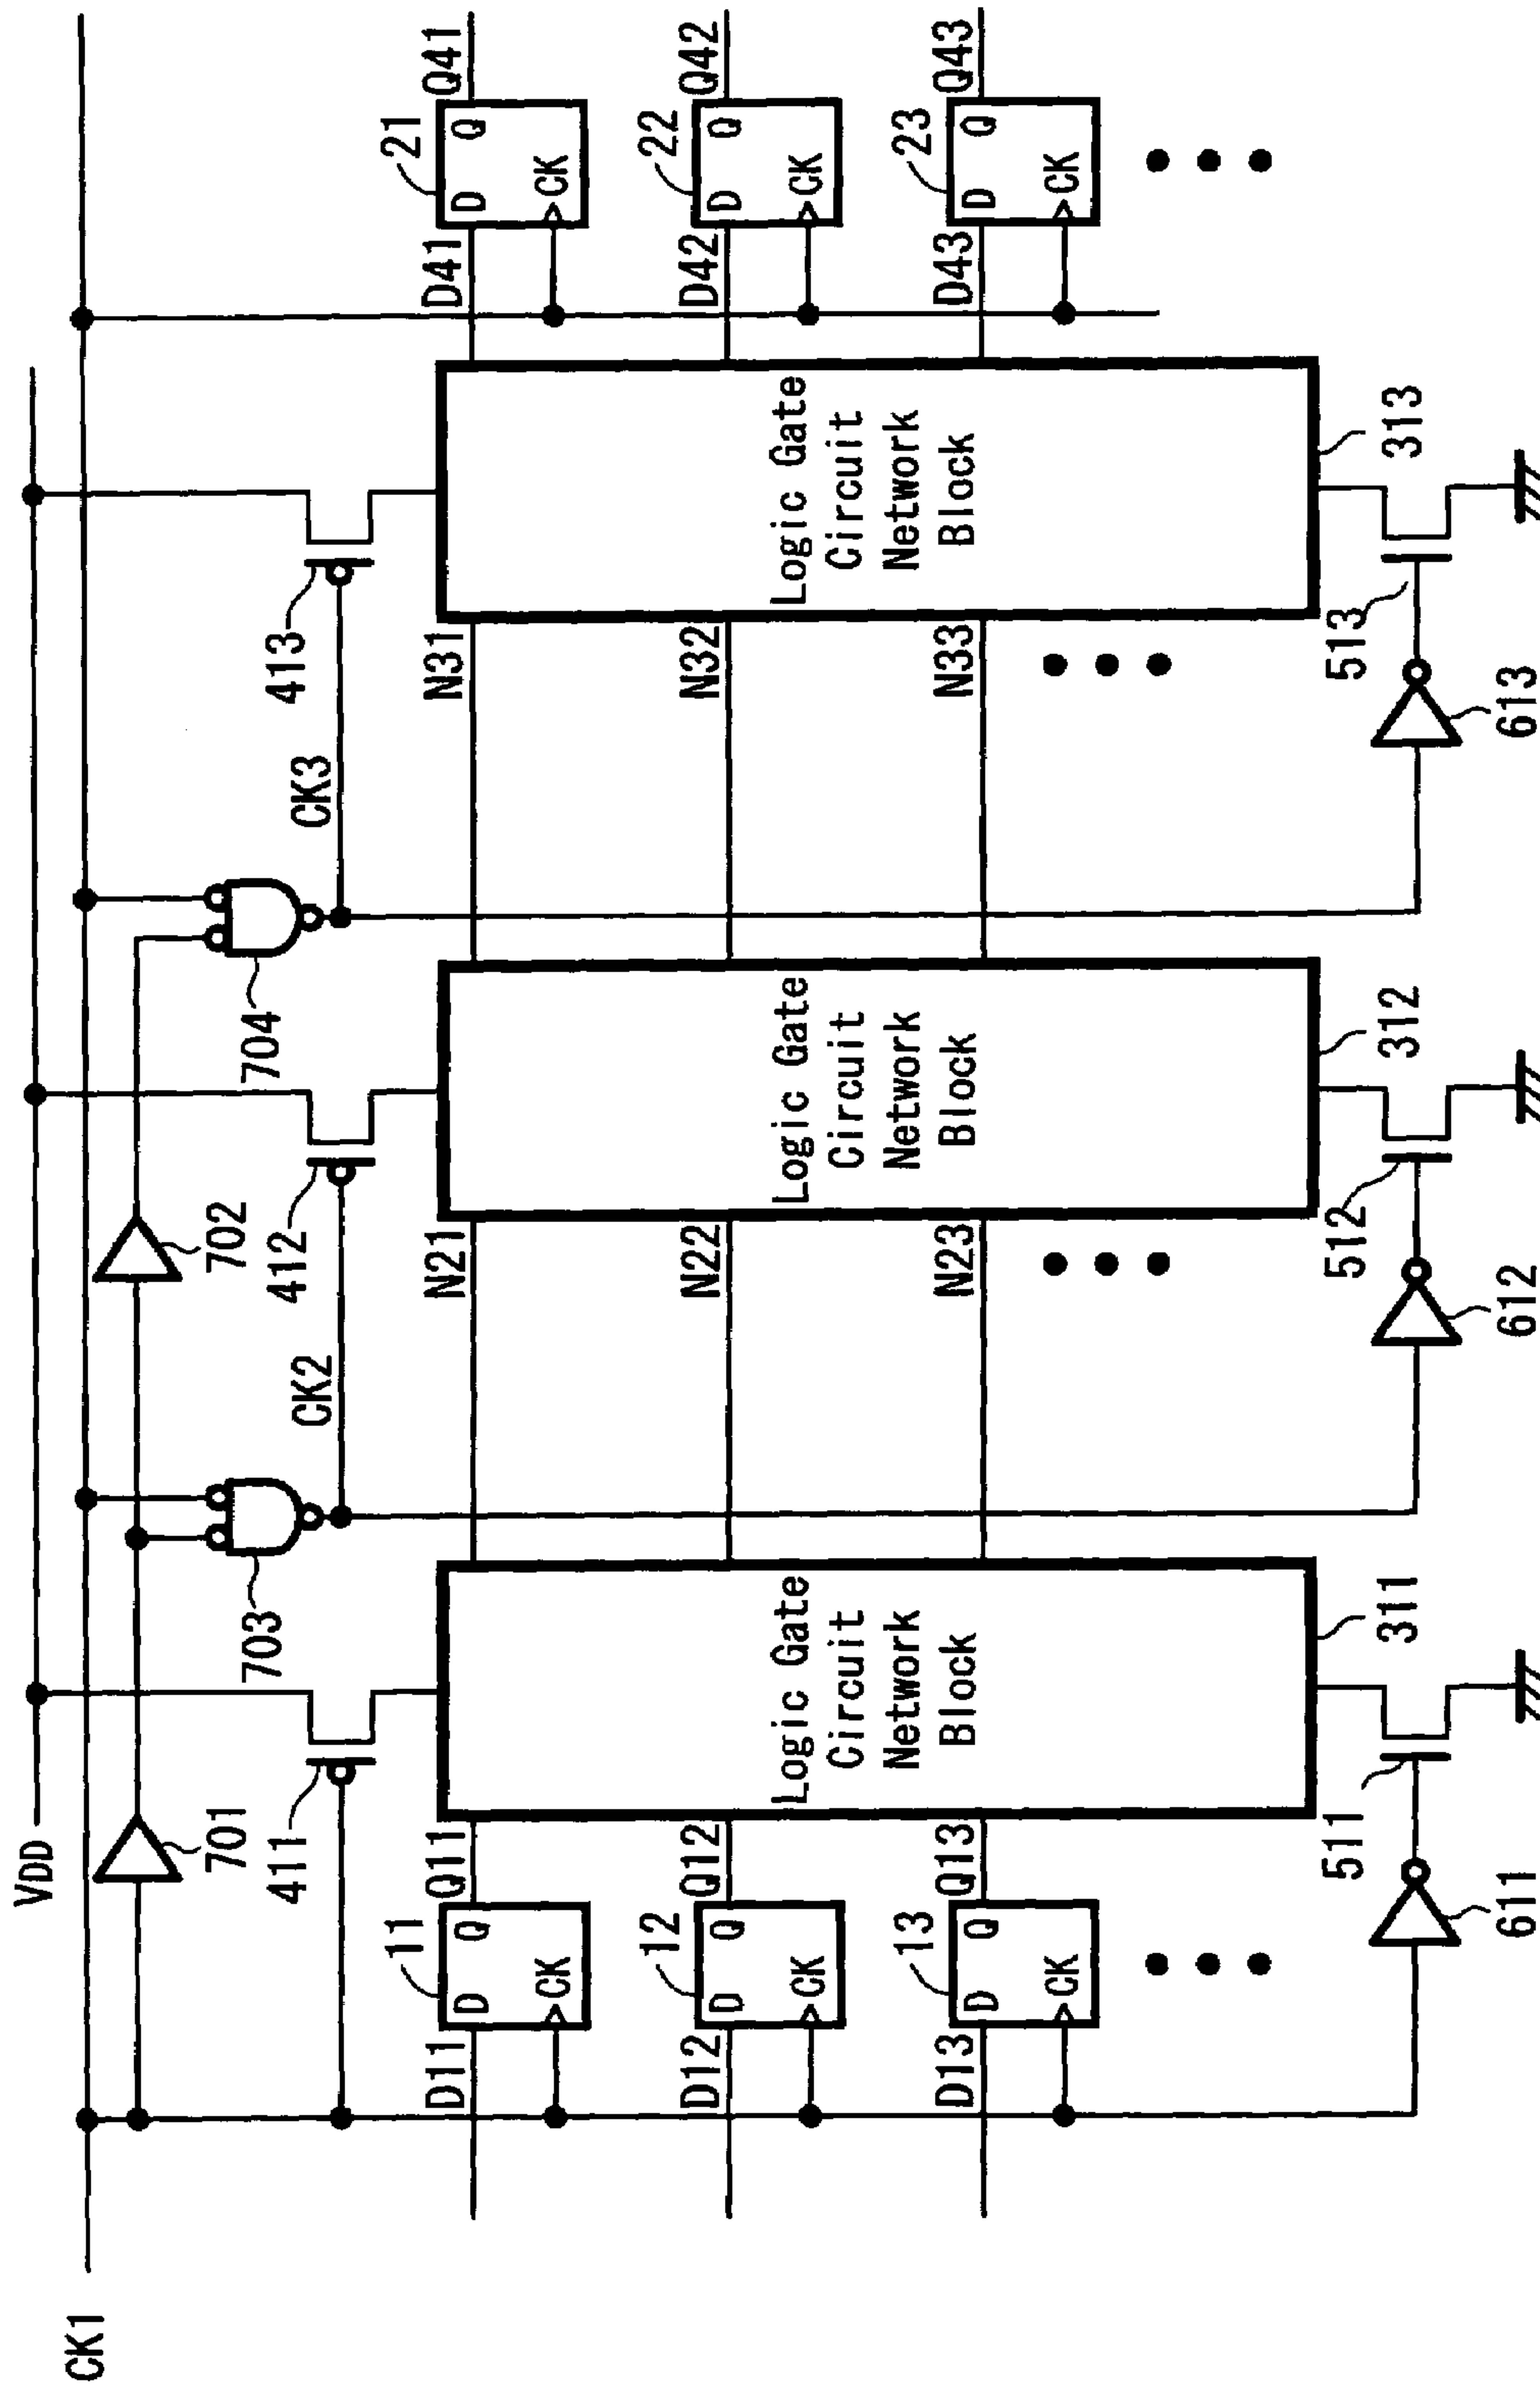 VDD
CK1
701
702
703
704
411
412
413
CK2
CK3
D11
11
D Q
CK
Q11
D12
12
D Q
CK
Q12
D13
13
D Q
CK
Q13
Logic Gate
Circuit
Network
Block
311
511
611
N21
N22
N23
Logic Gate
Circuit
Network
Block
312
512
612
N31
N32
N33
Logic Gate
Circuit
Network
Block
313
513
613
D41
21
D Q
CK
Q41
D42
22
D Q
CK
Q42
D43
23
D Q
CK
Q43